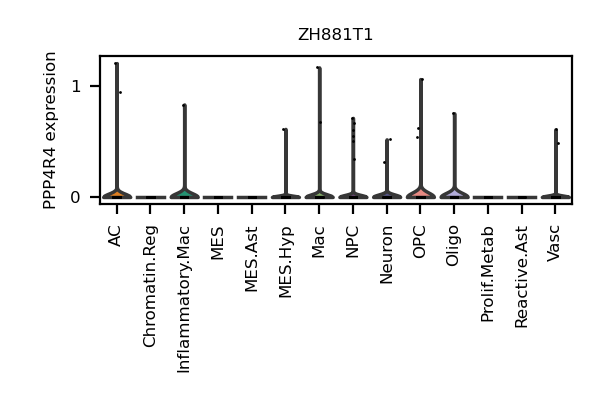 ZH881T1
PPP4R4 expression
1
0
AC
Chromatin.Reg
Inflammatory.Mac
MES
MES.Ast
MES.Hyp
Mac
NPC
Neuron
OPC
Oligo
Prolif.Metab
Reactive.Ast
Vasc